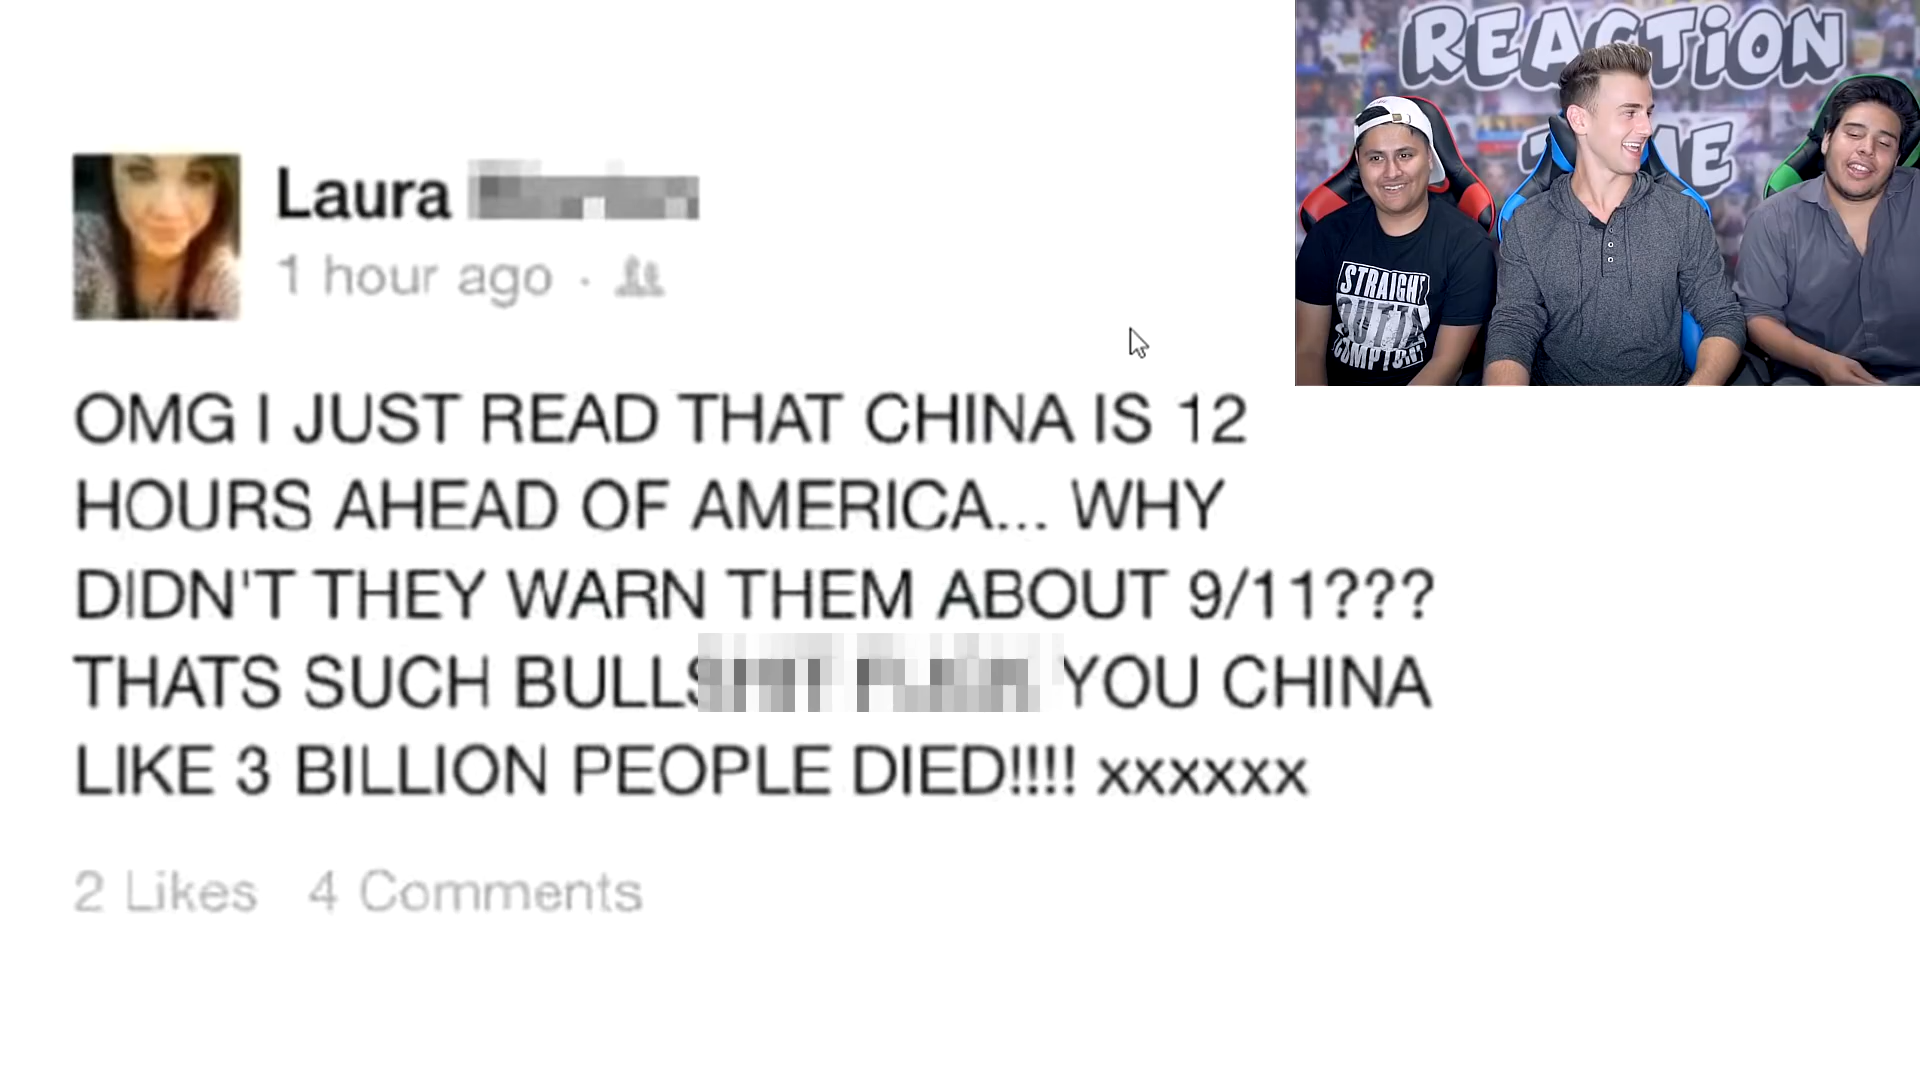 REACTION
TIME
STRAIGHT
OUTTA
COMPTON
Laura
1 hour ago ·
OMG I JUST READ THAT CHINA IS 12
HOURS AHEAD OF AMERICA... WHY
DIDN'T THEY WARN THEM ABOUT 9/11???
THATS SUCH YOU CHINA
LIKE 3 BILLION PEOPLE DIED!!!! xxxxxx
2 Likes 4 Comments